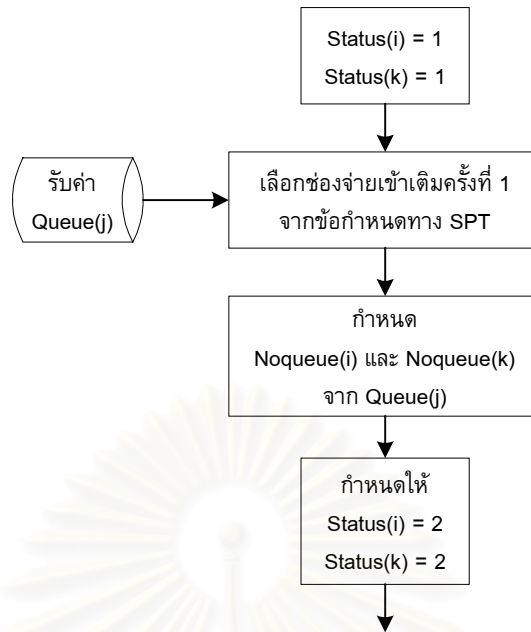 Status(i) = 1
Status(k) = 1
รับค่า
Queue(j)
เลือกช่องจ่ายเข้าเติมครั้งที่ 1
จากข้อกำหนดทาง SPT
กำหนด
Noqueue(i) และ Noqueue(k)
จาก Queue(j)
กำหนดให้
Status(i) = 2
Status(k) = 2